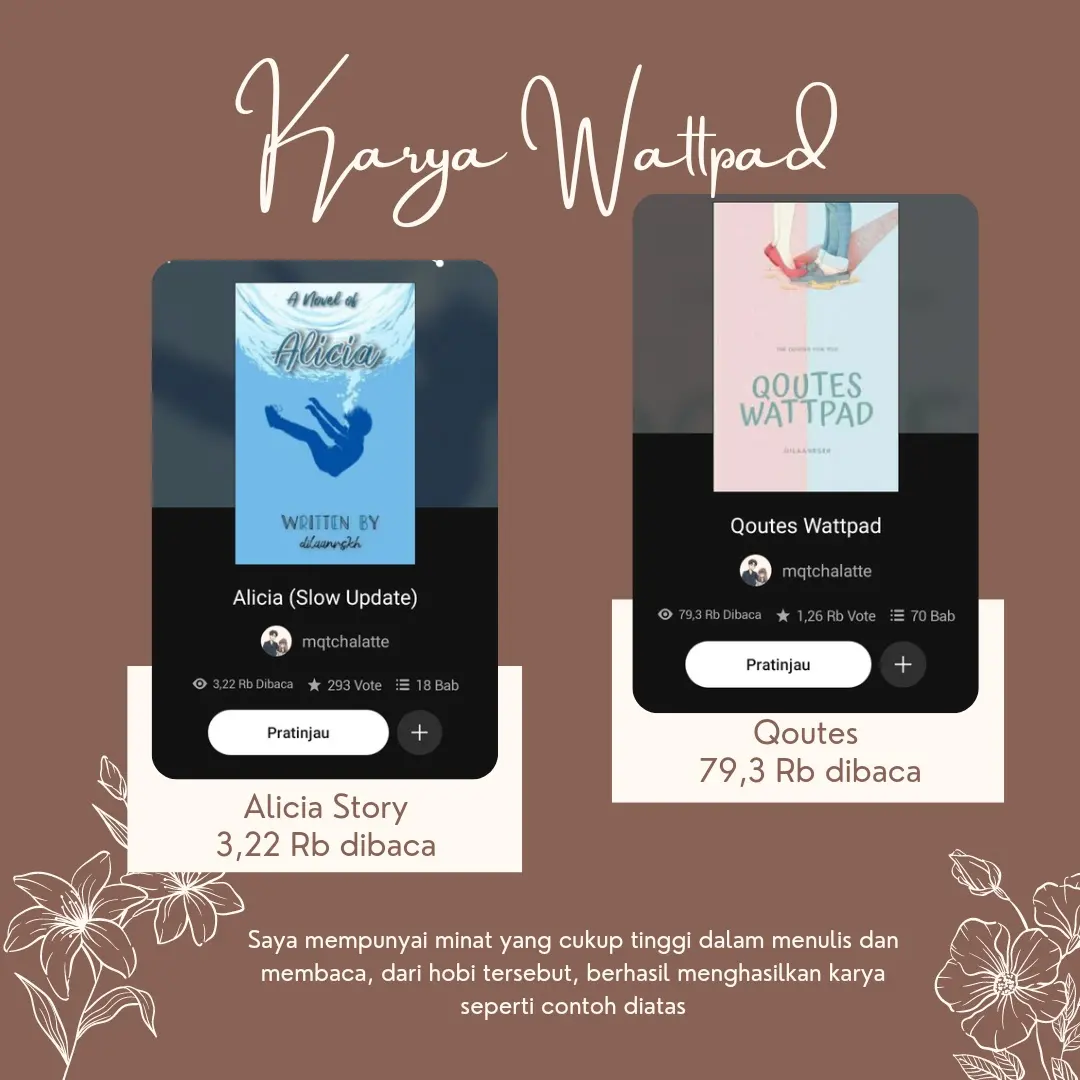 Karya Wattpad
A Novel of
Alicia
WRITTEN BY
Alicia (Slow Update)
mqtchalatte
3,22 Rb Dibaca 293 Vote 18 Bab
Pratinjau
Alicia Story
3,22 Rb dibaca
QOUTES
WATTPAD
Qoutes Wattpad
mqtchalatte
79,3 Rb Dibaca 1,26 Rb Vote 70 Bab
Pratinjau
Qoutes
79,3 Rb dibaca
Saya mempunyai minat yang cukup tinggi dalam menulis dan
membaca, dari hobi tersebut, berhasil menghasilkan karya
seperti contoh diatas